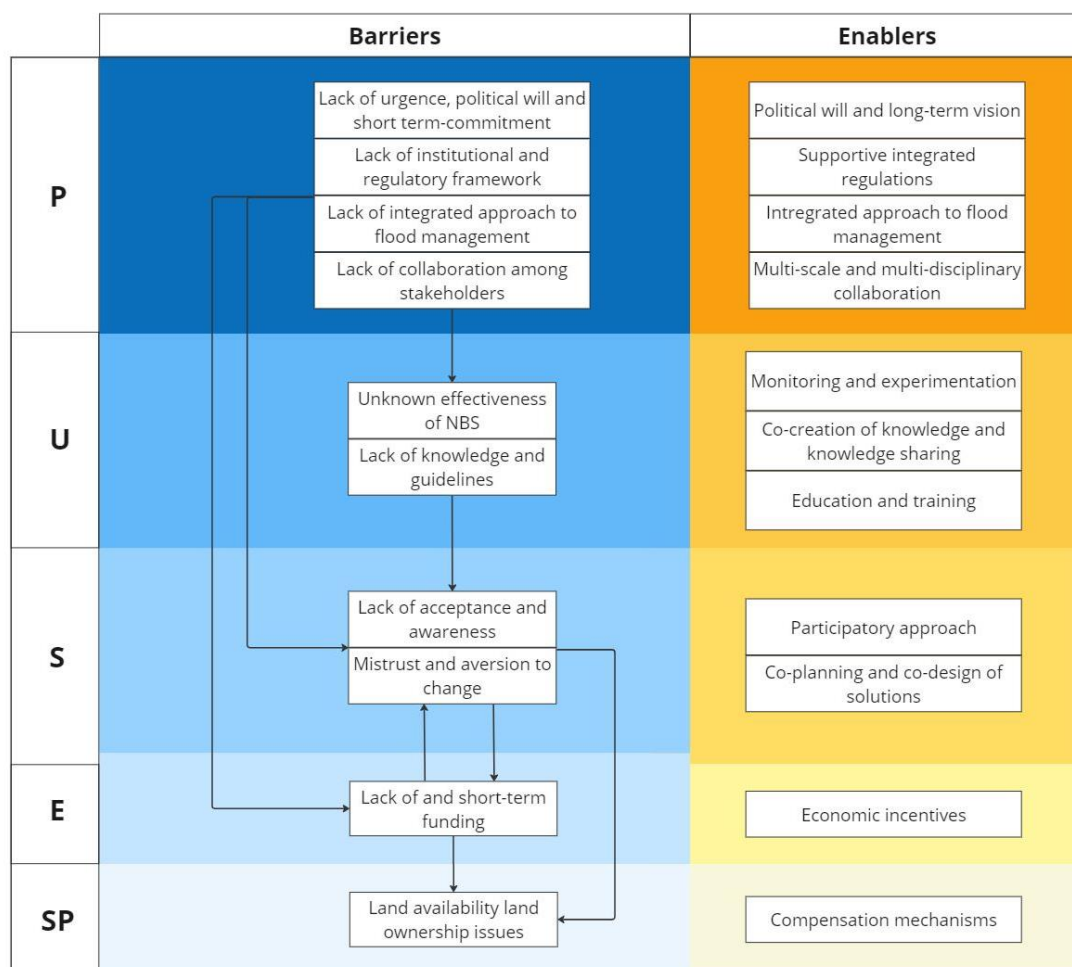 Barriers
Enablers
P
Lack of urgence, political will and
short term-commitment
Lack of institutional and
regulatory framework
Lack of integrated approach to
flood management
Lack of collaboration among
stakeholders
Political will and long-term vision
Supportive integrated
regulations
Intregrated approach to flood
management
Multi-scale and multi-disciplinary
collaboration
U
Unknown effectiveness
of NBS
Lack of knowledge and
guidelines
Monitoring and experimentation
Co-creation of knowledge and
knowledge sharing
Education and training
S
Lack of acceptance and
awareness
Mistrust and aversion to
change
Participatory approach
Co-planning and co-design of
solutions
E
Lack of and short-term
funding
Economic incentives
SP
Land availability land
ownership issues
Compensation mechanisms